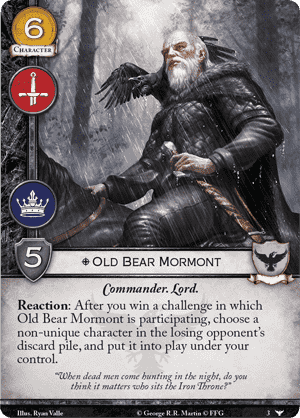 6
CHARACTER
5
OLD BEAR MORMONT
Commander. Lord.
Reaction: After you win a challenge in which
Old Bear Mormont is participating, choose a
non-unique character in the losing opponent's
discard pile, and put it into play under
your control.
"When dead men come hunting in the night, do you
think it matters who sits the Iron Throne?"
Illus. Ryan Valle © George R.R. Martin © FFG 3